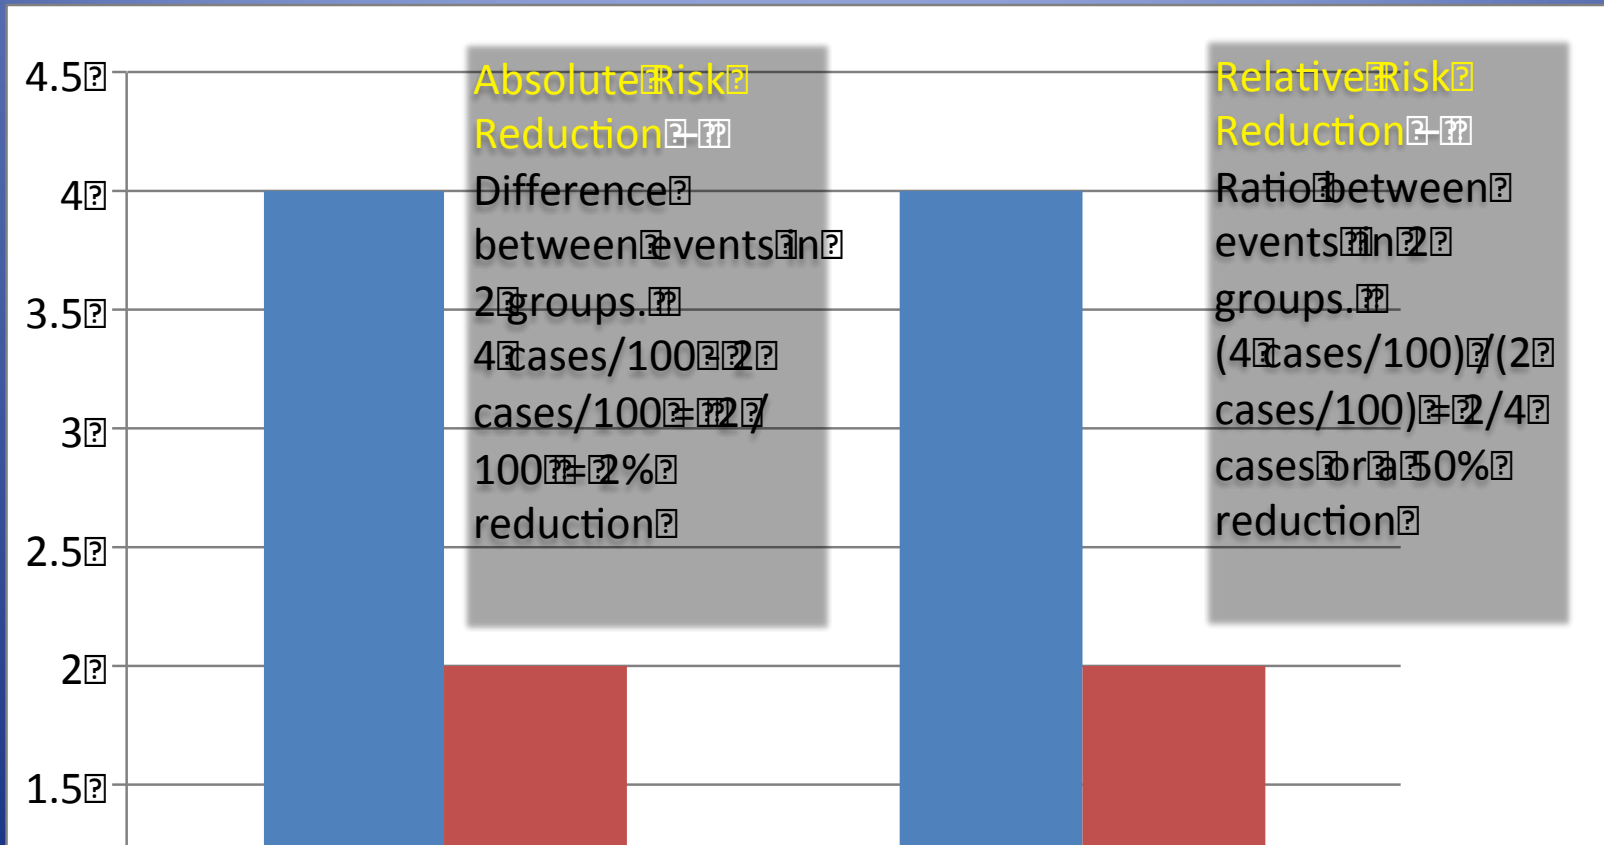 4.5
4
3.5
3
2.5
2
1.5
Absolute Risk
Reduction –
Difference
between events in
2 groups.
4 cases/100 - 2
cases/100 = 2 /
100 = 2%
reduction
Relative Risk
Reduction –
Ratio between
events in 2
groups.
(4 cases/100) /(2
cases/100) = 2/4
cases or a 50%
reduction